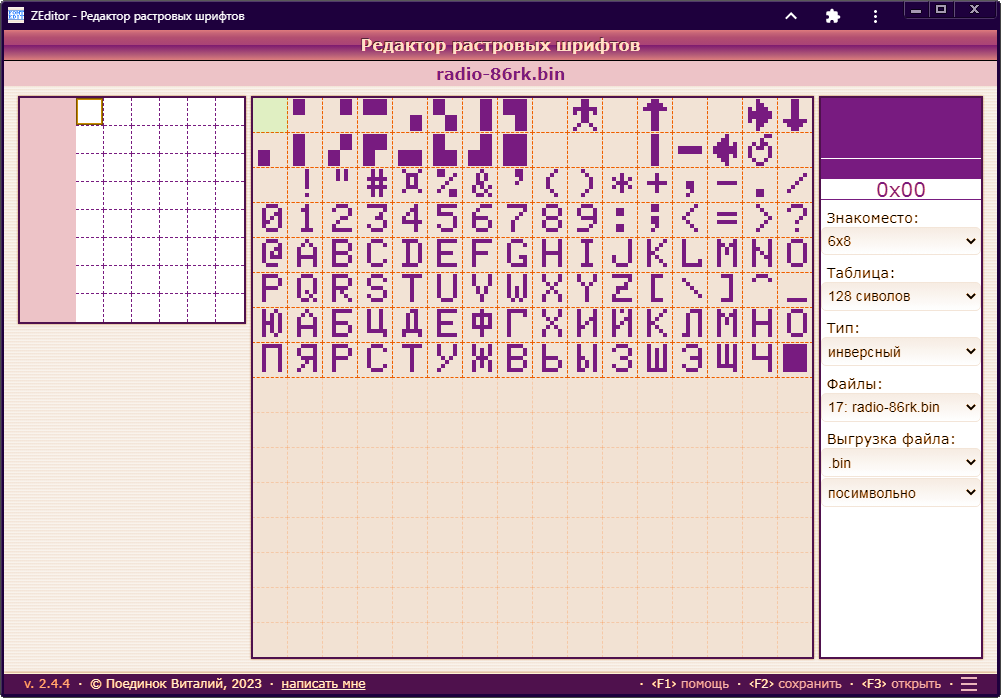 ZEditor - Редактор растровых шрифтов
Редактор растровых шрифтов
radio-86rk.bin
! " # ¤ % & ' ( ) * + , - . /
0 1 2 3 4 5 6 7 8 9 : ; < = > ?
@ A B C D E F G H I J K L M N O
P Q R S T U V W X Y Z [ \ ] ^ _
Ю А Б Ц Д Е Ф Г Х И Й К Л М Н О
П Я Р С Т У Ж В Ь Ы З Ш Э Щ Ч
0x00
Знакоместо:
6x8
Таблица:
128 сиволов
Тип:
инверсный
Файлы:
17: radio-86rk.bin
Выгрузка файла:
.bin
посимвольно
v. 2.4.4 · © Поединок Виталий, 2023 · написать мне
· <F1> помощь · <F2> сохранить · <F3> открыть ·